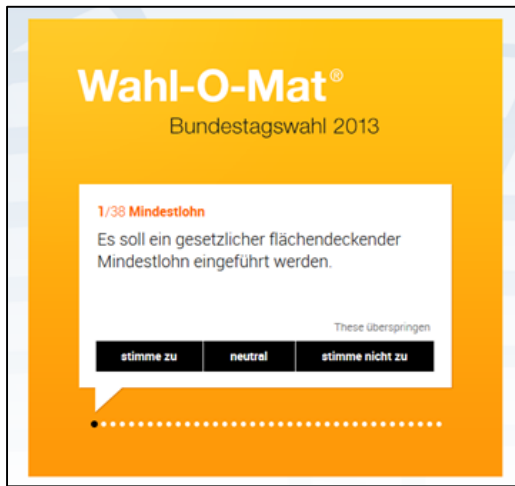 Wahl-O-Mat®
Bundestagswahl 2013
1/38 Mindestlohn
Es soll ein gesetzlicher flächendeckender
Mindestlohn eingeführt werden.
These überspringen
stimme zu neutral stimme nicht zu